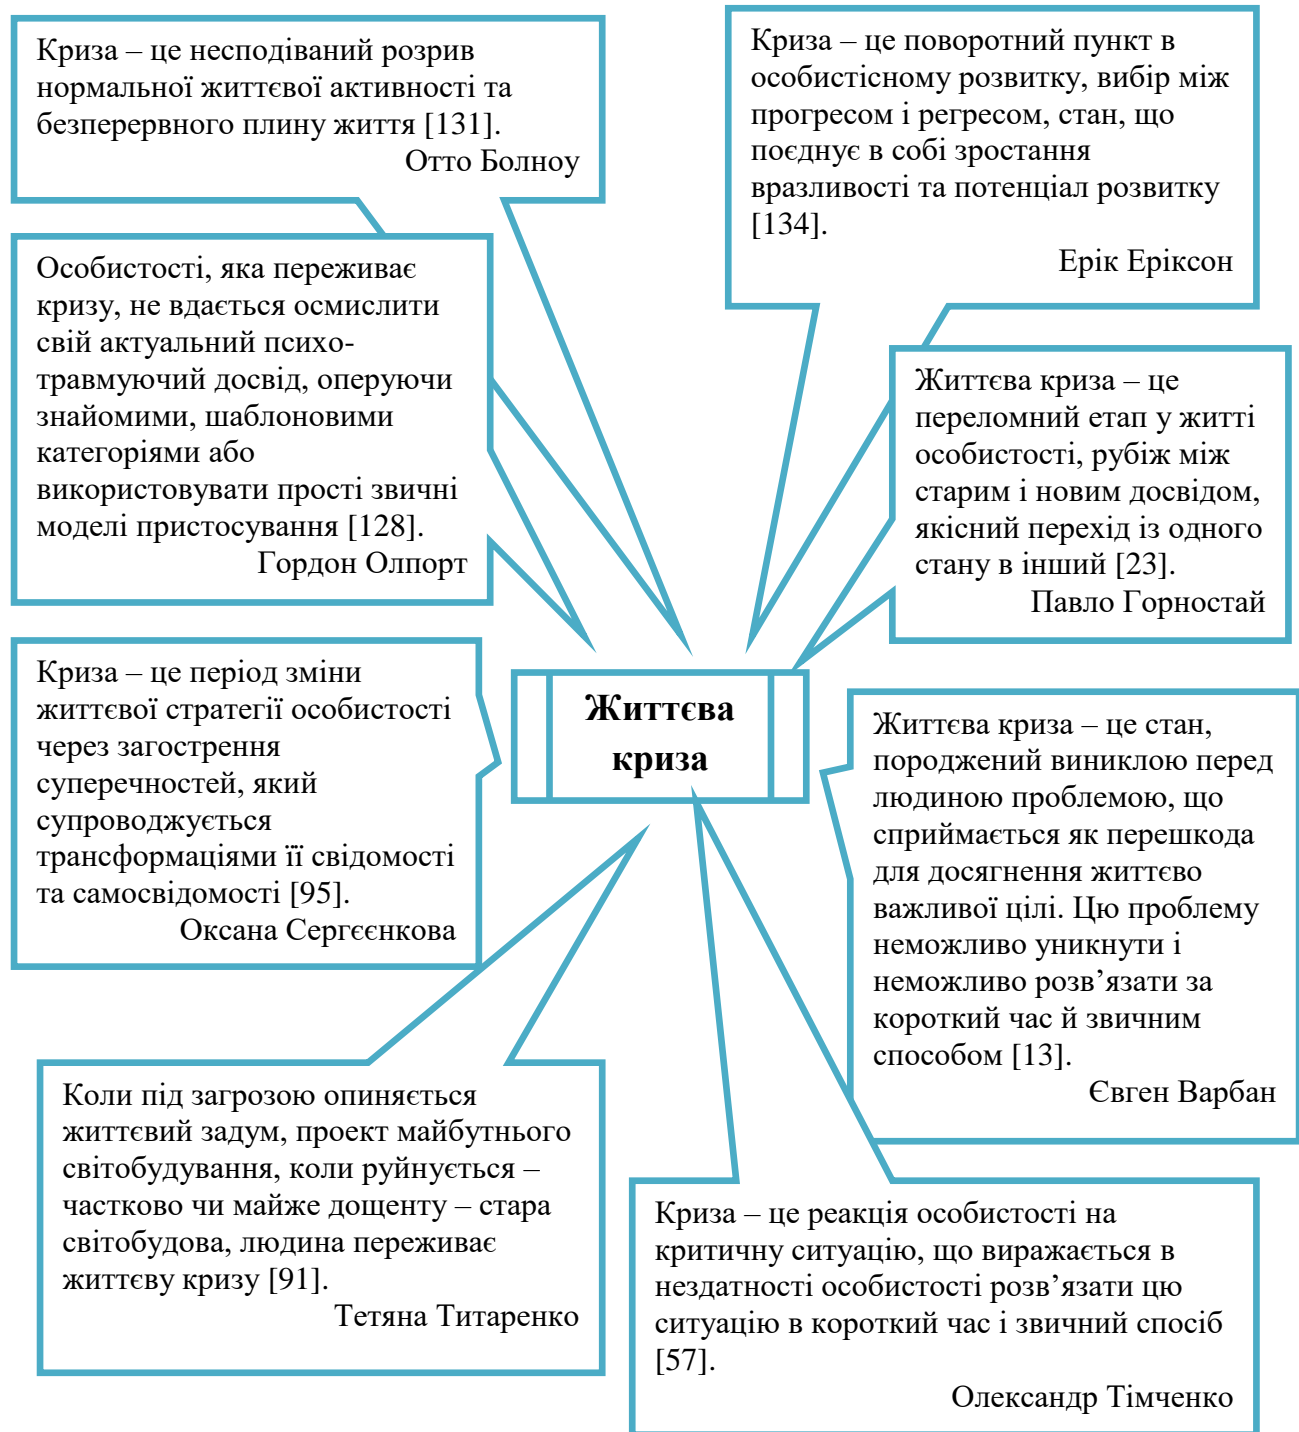 Криза – це несподіваний розрив
нормальної життєвої активності та
безперервного плину життя [131].
Отто Болноу
Криза – це поворотний пункт в
особистісному розвитку, вибір між
прогресом і регресом, стан, що
поєднує в собі зростання
вразливості та потенціал розвитку
[134].
Ерік Еріксон
Особистості, яка переживає
кризу, не вдається осмислити
свій актуальний психо-
травмуючий досвід, оперуючи
знайомими, шаблоновими
категоріями або
використовувати прості звичні
моделі пристосування [128].
Гордон Олпорт
Життєва криза – це
переломний етап у житті
особистості, рубіж між
старим і новим досвідом,
якісний перехід із одного
стану в інший [23].
Павло Горностай
Криза – це період зміни
життєвої стратегії особистості
через загострення
суперечностей, який
супроводжується
трансформаціями її свідомості
та самосвідомості [95].
Оксана Сергєєнкова
Життєва
криза
Життєва криза – це стан,
породжений виниклою перед
людиною проблемою, що
сприймається як перешкода
для досягнення життєво
важливої цілі. Цю проблему
неможливо уникнути і
неможливо розв’язати за
короткий час й звичним
способом [13].
Євген Варбан
Коли під загрозою опиняється
життєвий задум, проект майбутнього
світобудування, коли руйнується –
частково чи майже дощенту – стара
світобудова, людина переживає
життєву кризу [91].
Тетяна Титаренко
Криза – це реакція особистості на
критичну ситуацію, що виражається в
нездатності особистості розв’язати цю
ситуацію в короткий час і звичний спосіб
[57].
Олександр Тімченко